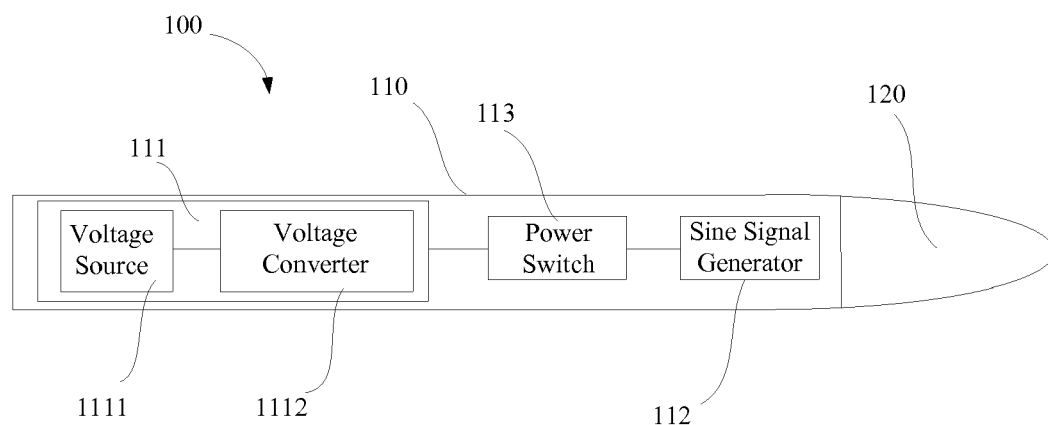 100
110
113
120
111
Voltage
Source
Voltage
Converter
Power
Switch
Sine Signal
Generator
1111
1112
112